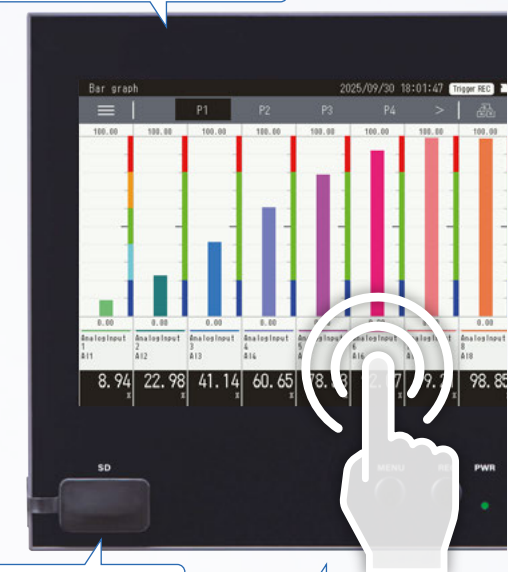 Bar graph 2025/09/30 18:01:47 Trigger REC
P1 P2 P3 P4 >
100.00 100.00 100.00 100.00 100.00 100.00 100.00 100.00
0.00 0.00 0.00 0.00 0.00 0.00
AnalogInput AnalogInput AnalogInput AnalogInput AnalogInput
1 2 3 4 5 6 8
AI1 AI2 AI3 AI4 AI6 AI8
8.94 22.98 41.14 60.65 98.85
SD MENU PWR